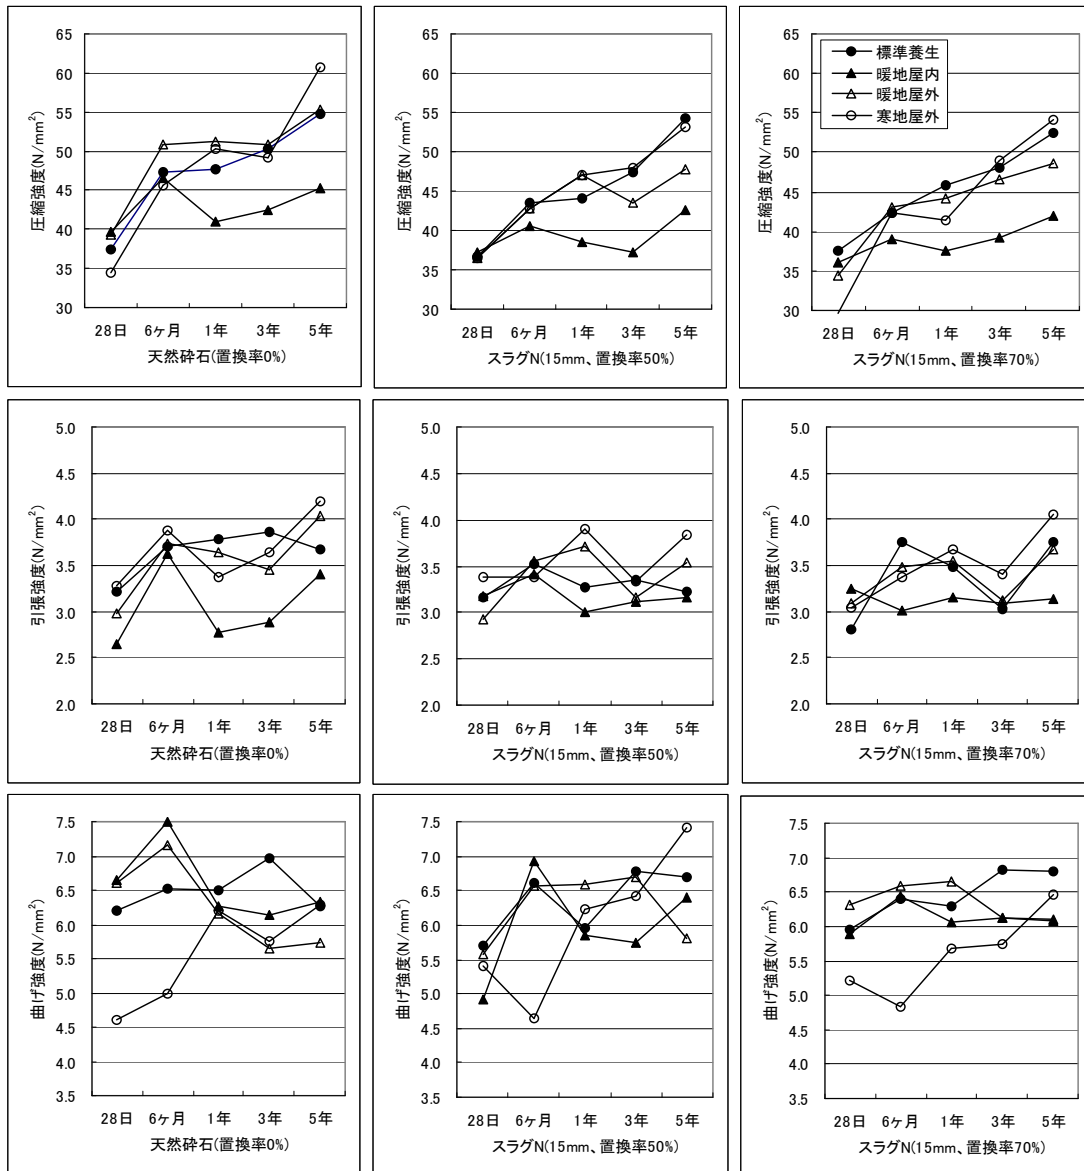 65
60
55
50
45
40
35
30
圧縮強度(N/mm²)
28日 6ヶ月 1年 3年 5年
天然砕石(置換率0%)
65
60
55
50
45
40
35
30
圧縮強度(N/mm²)
28日 6ヶ月 1年 3年 5年
スラグN(15mm、置換率50%)
65
60
55
50
45
40
35
30
圧縮強度(N/mm²)
標準養生
暖地屋内
暖地屋外
寒地屋外
28日 6ヶ月 1年 3年 5年
スラグN(15mm、置換率70%)
5.0
4.5
4.0
3.5
3.0
2.5
2.0
引張強度(N/mm²)
28日 6ヶ月 1年 3年 5年
天然砕石(置換率0%)
5.0
4.5
4.0
3.5
3.0
2.5
2.0
引張強度(N/mm²)
28日 6ヶ月 1年 3年 5年
スラグN(15mm、置換率50%)
5.0
4.5
4.0
3.5
3.0
2.5
2.0
引張強度(N/mm²)
28日 6ヶ月 1年 3年 5年
スラグN(15mm、置換率70%)
7.5
7.0
6.5
6.0
5.5
5.0
4.5
4.0
3.5
曲げ強度(N/mm²)
28日 6ヶ月 1年 3年 5年
天然砕石(置換率0%)
7.5
7.0
6.5
6.0
5.5
5.0
4.5
4.0
3.5
曲げ強度(N/mm²)
28日 6ヶ月 1年 3年 5年
スラグN(15mm、置換率50%)
7.5
7.0
6.5
6.0
5.5
5.0
4.5
4.0
3.5
曲げ強度(N/mm²)
28日 6ヶ月 1年 3年 5年
スラグN(15mm、置換率70%)